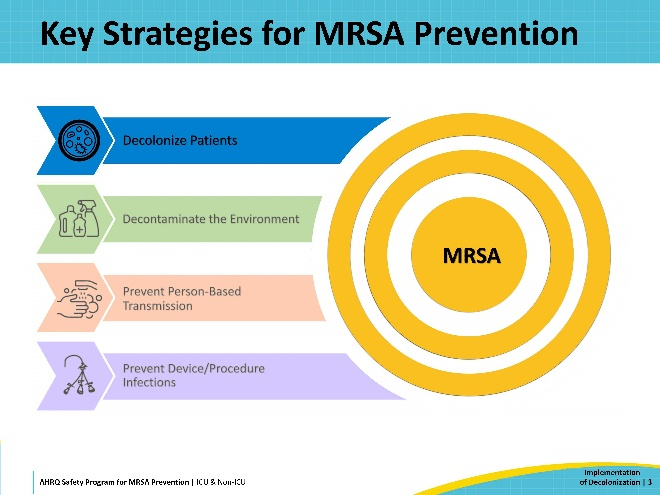 Key Strategies for MRSA Prevention
Decolonize Patients
Decontaminate the Environment
Prevent Person-Based
Transmission
Prevent Device/Procedure
Infections
MRSA
AHRQ Safety Program for MRSA Prevention | ICU & Non-ICU
Implementation
of Decolonization | 3